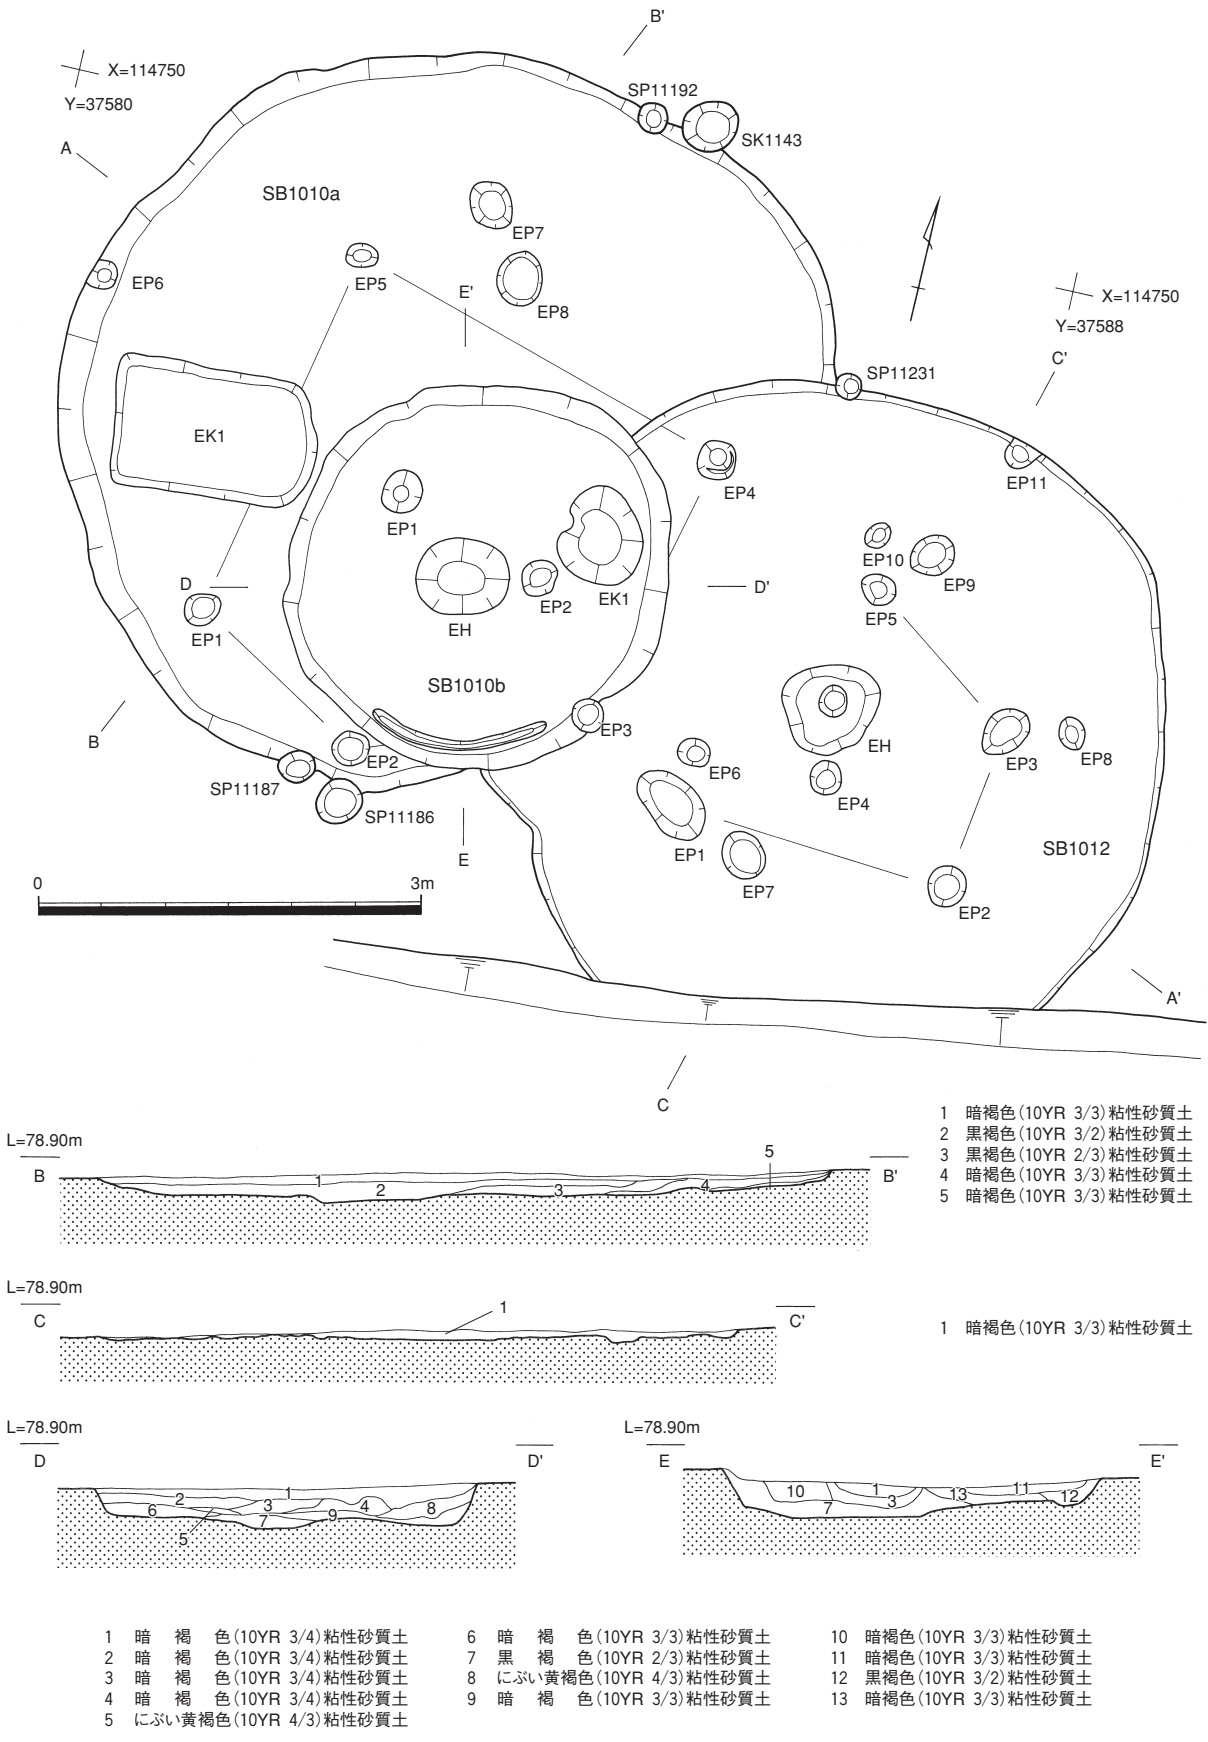 B'
X=114750
Y=37580
SP11192
SK1143
A
SB1010a
EP7
EP6
EP5
E'
EP8
X=114750
Y=37588
C'
SP11231
EK1
EP4
EP11
EP1
EP10
EP9
D
D'
EP2
EK1
EP5
EH
EP1
SB1010b
B
EP3
EP2
EH
EP3
EP8
EP6
SP11187
EP4
SP11186
EP1
SB1012
E
EP7
0 3m
EP2
A'
C
1 暗褐色(10YR 3/3)粘性砂質土
2 黒褐色(10YR 3/2)粘性砂質土
3 黒褐色(10YR 2/3)粘性砂質土
4 暗褐色(10YR 3/3)粘性砂質土
5 暗褐色(10YR 3/3)粘性砂質土
L=78.90m
B B'
5
1 2 3 4
L=78.90m
C C'
1
1 暗褐色(10YR 3/3)粘性砂質土
L=78.90m
D D'
1
2 3 4 8
6 7 9
5
L=78.90m
E E'
10 1 13 11 12
7 3
1 暗褐色(10YR 3/4)粘性砂質土
2 暗褐色(10YR 3/4)粘性砂質土
3 暗褐色(10YR 3/4)粘性砂質土
4 暗褐色(10YR 3/4)粘性砂質土
5 にぶい黄褐色(10YR 4/3)粘性砂質土
6 暗褐色(10YR 3/3)粘性砂質土
7 黒褐色(10YR 2/3)粘性砂質土
8 にぶい黄褐色(10YR 4/3)粘性砂質土
9 暗褐色(10YR 3/3)粘性砂質土
10 暗褐色(10YR 3/3)粘性砂質土
11 暗褐色(10YR 3/3)粘性砂質土
12 黒褐色(10YR 3/2)粘性砂質土
13 暗褐色(10YR 3/3)粘性砂質土